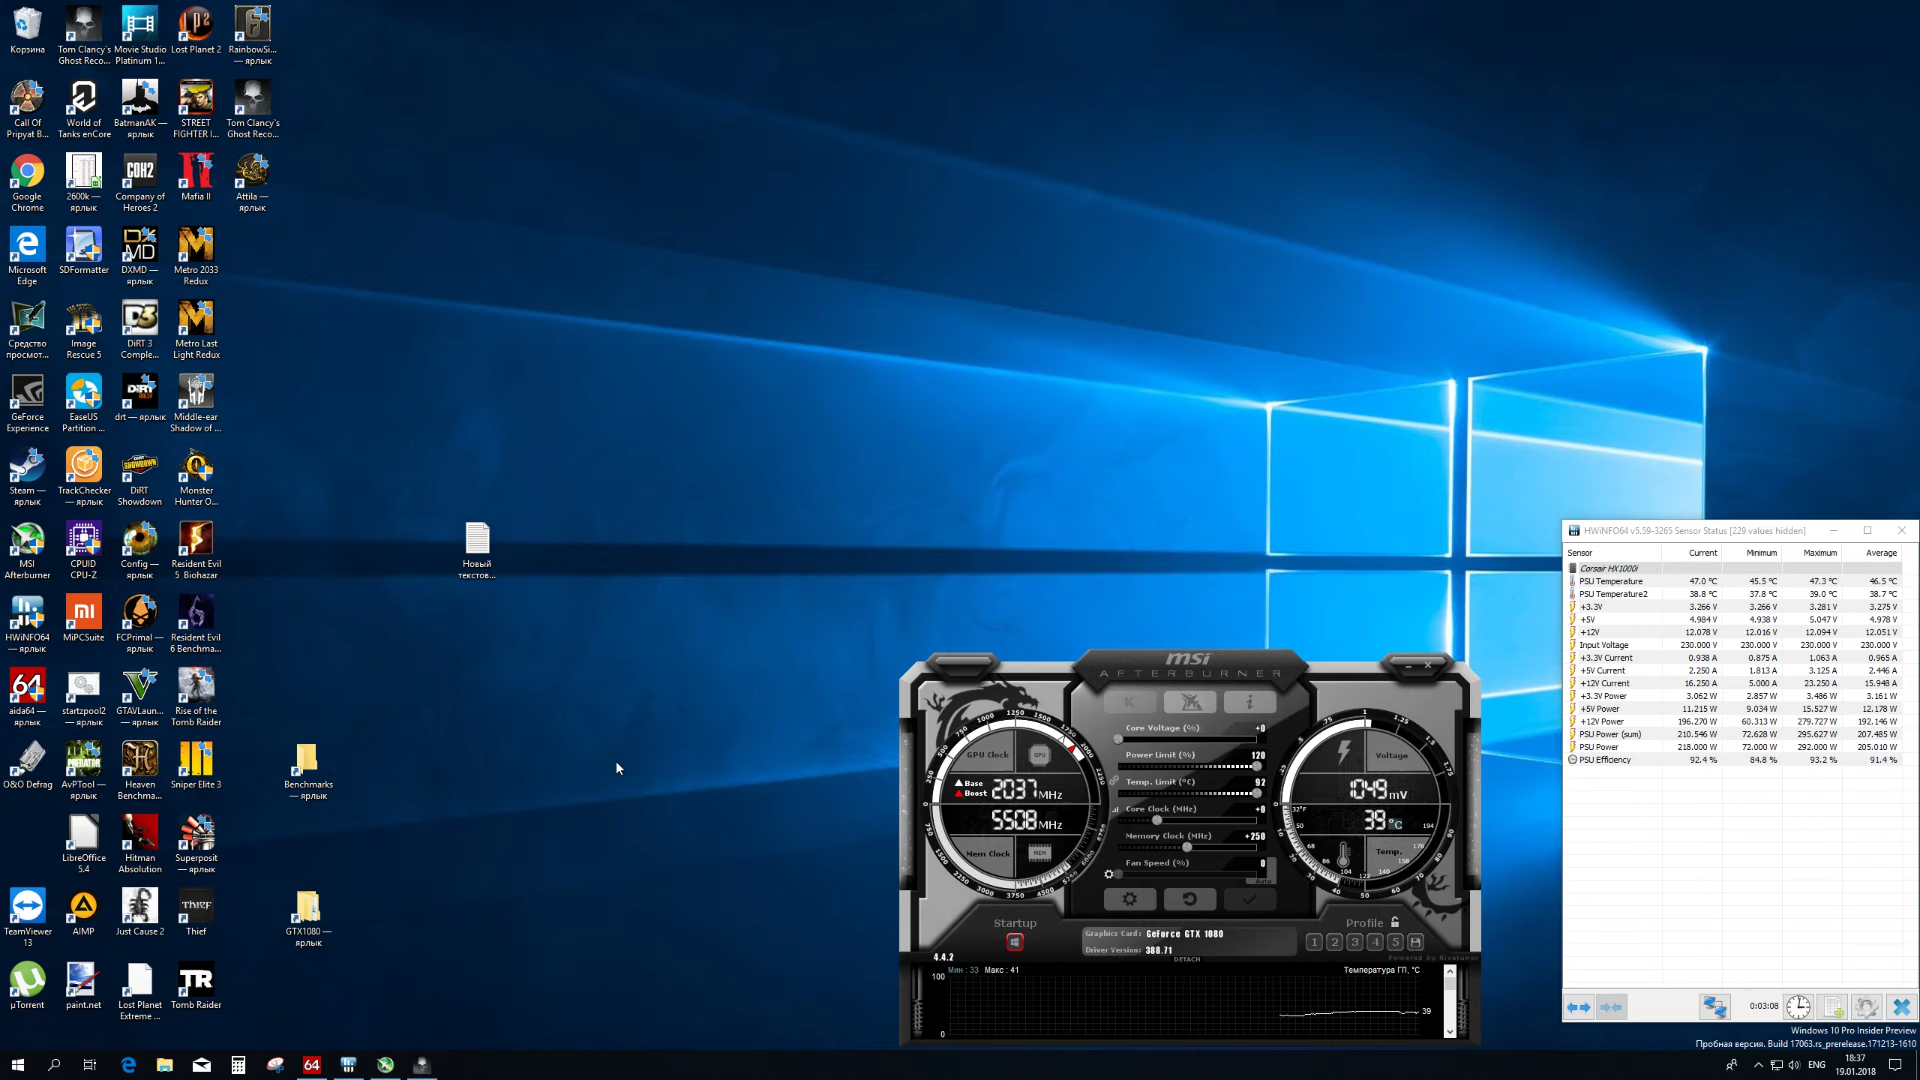 Корзина
Tom Clancy's Ghost Reco...
Movie Studio Platinum 1...
Lost Planet 2
RainbowSi... — ярлык
Call Of Pripyat B...
World of Tanks enCore
BatmanAK — ярлык
STREET FIGHTER I...
Tom Clancy's Ghost Reco...
Google Chrome
2600k — ярлык
COH2
Company of Heroes 2
Mafia II
Attila — ярлык
Microsoft Edge
SDFormatter
DXMD — ярлык
Metro 2033 Redux
Средство просмот...
Image Rescue 5
DiRT 3 Comple...
Metro Last Light Redux
GeForce Experience
EaseUS Partition ...
drt — ярлык
Middle-ear Shadow of ...
Steam — ярлык
TrackChecker — ярлык
DiRT Showdown
Monster Hunter O...
MSI Afterburner
CPUID CPU-Z
Config — ярлык
Resident Evil 5 Biohazar
Новый текстов...
HWiNFO64 — ярлык
MiPCSuite
FCPrimal — ярлык
Resident Evil 6 Benchma...
aida64 — ярлык
startzpool2 — ярлык
GTAVLaun... — ярлык
Rise of the Tomb Raider
O&O Defrag
AvPTool — ярлык
Heaven Benchma...
Sniper Elite 3
Benchmarks — ярлык
LibreOffice 5.4
Hitman Absolution
Superposit — ярлык
TeamViewer 13
AIMP
Just Cause 2
THIEF
Thief
GTX1080 — ярлык
µTorrent
paint.net
Lost Planet Extreme ...
Tomb Raider
HWiNFO64 v5.59-3265 Sensor Status [229 values hidden]
Sensor Current Minimum Maximum Average
Corsair HX1000i
PSU Temperature 47.0 °C 45.5 °C 47.3 °C 46.5 °C
PSU Temperature2 38.8 °C 37.8 °C 39.0 °C 38.7 °C
+3.3V 3.266 V 3.266 V 3.281 V 3.275 V
+5V 4.984 V 4.938 V 5.047 V 4.978 V
+12V 12.078 V 12.016 V 12.094 V 12.051 V
Input Voltage 230.000 V 230.000 V 230.000 V 230.000 V
+3.3V Current 0.938 A 0.875 A 1.063 A 0.965 A
+5V Current 2.250 A 1.813 A 3.125 A 2.446 A
+12V Current 16.250 A 5.000 A 23.250 A 15.948 A
+3.3V Power 3.062 W 2.857 W 3.486 W 3.161 W
+5V Power 11.215 W 9.034 W 15.527 W 12.178 W
+12V Power 196.270 W 60.313 W 279.727 W 192.146 W
PSU Power (sum) 210.546 W 72.628 W 295.627 W 207.485 W
PSU Power 218.000 W 72.000 W 292.000 W 205.010 W
PSU Efficiency 92.4 % 84.8 % 93.2 % 91.4 %
0:03:08
msi
AFTERBURNER
K i
GPU Clock
GPU
Base
Boost
2037 MHz
5508 MHz
Mem Clock
MEM
Core Voltage (%) +0
Power Limit (%) 120
Temp. Limit (°C) 92
Core Clock (MHz) +0
Memory Clock (MHz) +250
Fan Speed (%) 0
Auto
Voltage
1049 mV
39 °C
Temp.
Startup
Profile
1 2 3 4 5
Graphics Card: GeForce GTX 1080
Driver Version: 388.71
DETACH
4.4.2
Powered by Rivatuner
Мин : 33 Макс : 41
Температура ГП, °C
100
39
0
Windows 10 Pro Insider Preview
Пробная версия. Build 17063.rs_prerelease.171213-1610
64
ENG
18:37
19.01.2018